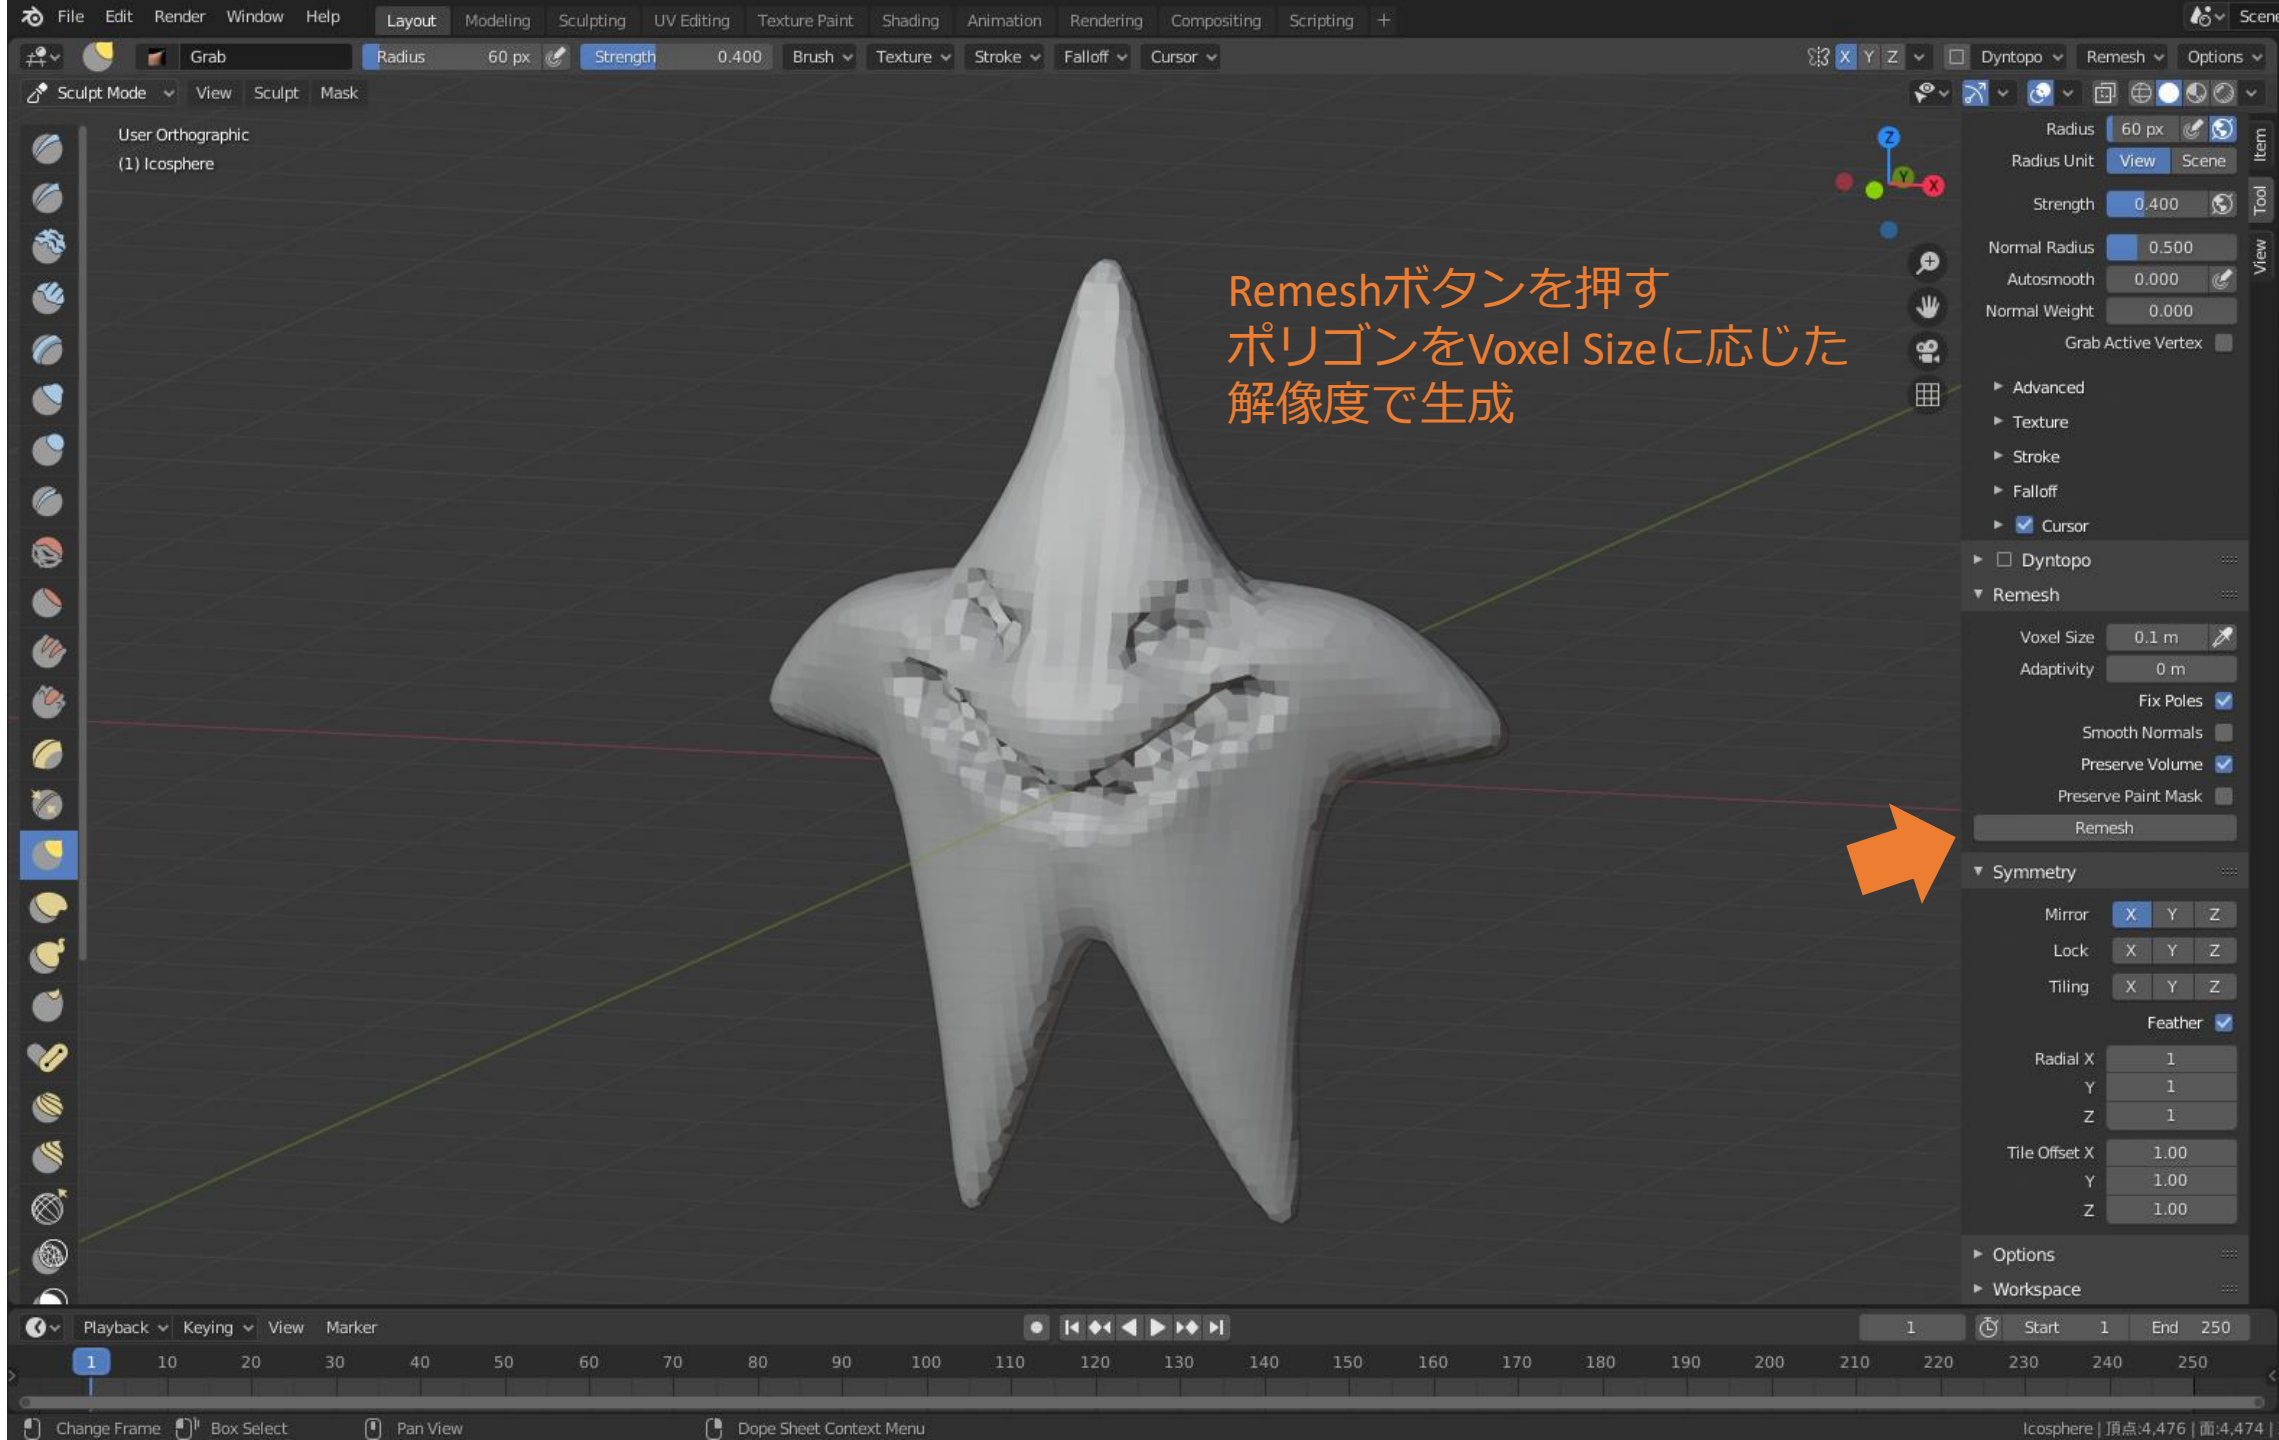 File Edit Render Window Help Layout Modeling Sculpting UV Editing Texture Paint Shading Animation Rendering Compositing Scripting + Scene
Grab Radius 60 px Strength 0.400 Brush Texture Stroke Falloff Cursor X Y Z Dyntopo Remesh Options
Sculpt Mode View Sculpt Mask
User Orthographic
(1) Icosphere
Z
Y
X
Remeshボタンを押す
ポリゴンをVoxel Sizeに応じた
解像度で生成
Radius 60 px
Radius Unit View Scene
Strength 0.400
Normal Radius 0.500
Autosmooth 0.000
Normal Weight 0.000
Grab Active Vertex
Advanced
Texture
Stroke
Falloff
Cursor
Dyntopo
Remesh
Voxel Size 0.1 m
Adaptivity 0 m
Fix Poles
Smooth Normals
Preserve Volume
Preserve Paint Mask
Remesh
Symmetry
Mirror X Y Z
Lock X Y Z
Tiling X Y Z
Feather
Radial X 1
Y 1
Z 1
Tile Offset X 1.00
Y 1.00
Z 1.00
Options
Workspace
Item
Tool
View
Playback Keying View Marker 1 Start 1 End 250
1 10 20 30 40 50 60 70 80 90 100 110 120 130 140 150 160 170 180 190 200 210 220 230 240 250
Change Frame Box Select Pan View Dope Sheet Context Menu Icosphere | 頂点:4,476 | 面:4,474 |